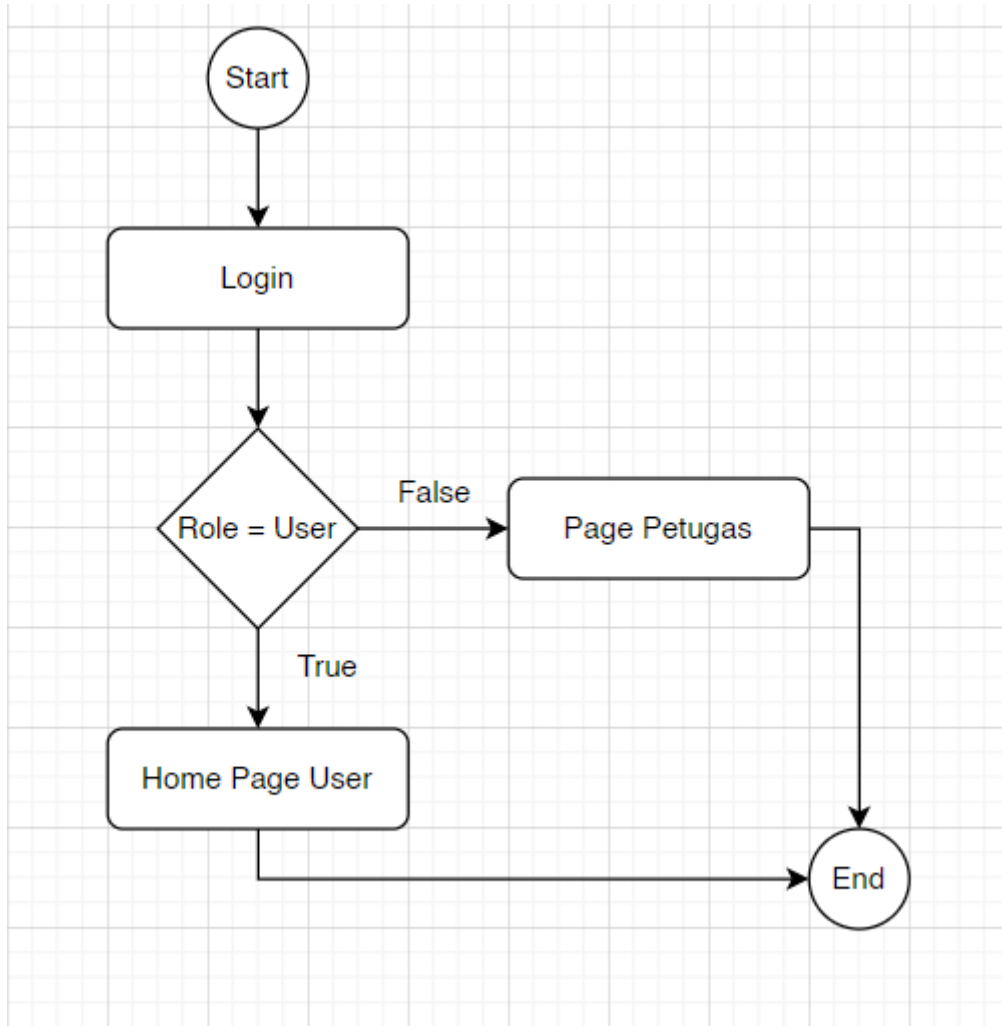 Start
Login
Role = User
False
Page Petugas
True
Home Page User
End